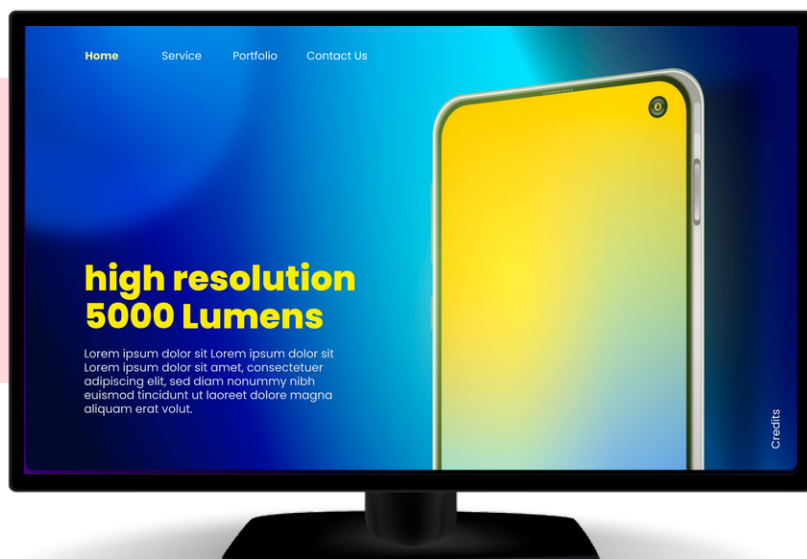 Home Service Portfolio Contact Us
high resolution
5000 Lumens
Lorem ipsum dolor sit Lorem ipsum dolor sit
Lorem ipsum dolor sit amet, consectetuer
adipiscing elit, sed diam nonummy nibh
euismod tincidunt ut laoreet dolore magna
aliquam erat volut.
Credits